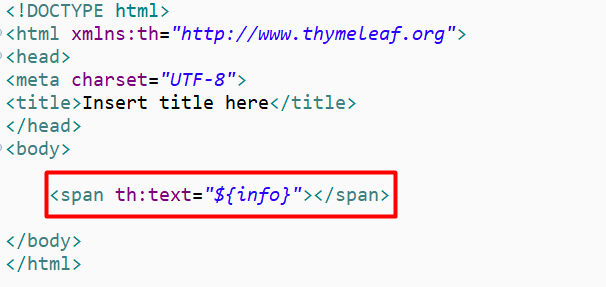 <!DOCTYPE html>
<html xmlns:th="http://www.thymeleaf.org">
<head>
<meta charset="UTF-8">
<title>Insert title here</title>
</head>
<body>
<span th:text="${info}"></span>
</body>
</html>